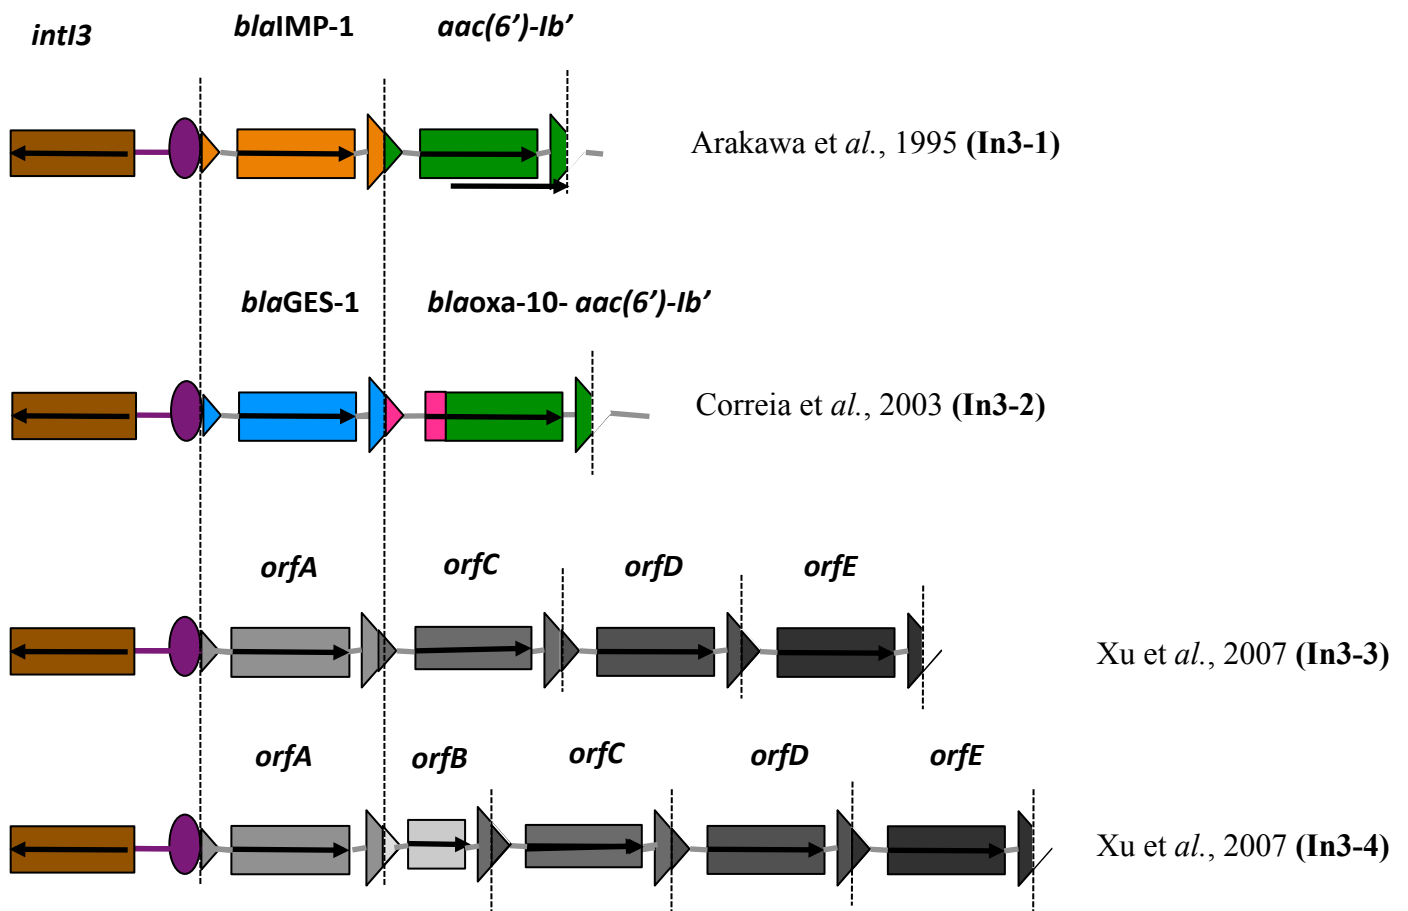 intI3 blaIMP-1 aac(6’)-Ib’
Arakawa et al., 1995 (In3-1)
blaGES-1 blaoxa-10- aac(6’)-Ib’
Correia et al., 2003 (In3-2)
orfA orfC orfD orfE
Xu et al., 2007 (In3-3)
orfA orfB orfC orfD orfE
Xu et al., 2007 (In3-4)